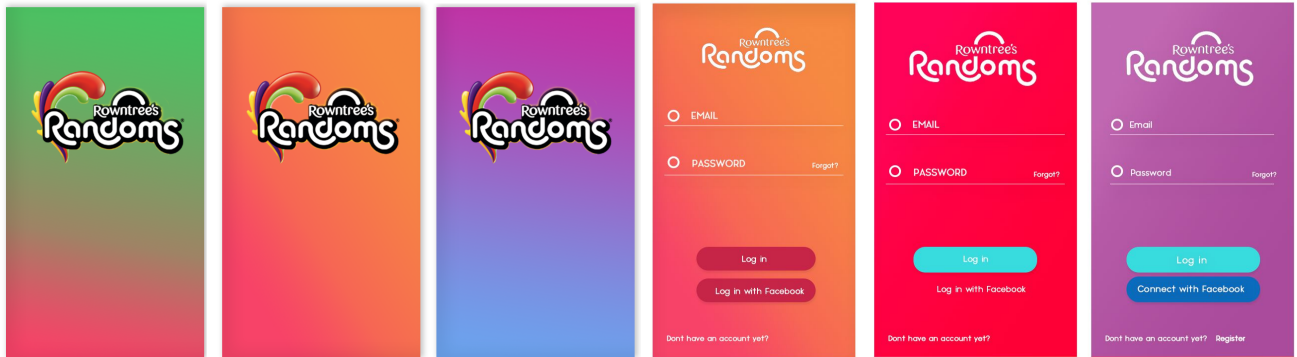 Rowntree's
Randoms
Rowntree's
Randoms
Rowntree's
Randoms
Rowntree's
Randoms
EMAIL
PASSWORD
Forgot?
Log in
Log in with Facebook
Dont have an account yet?
Rowntree's
Randoms
EMAIL
PASSWORD
Forgot?
Log in
Log in with Facebook
Dont have an account yet?
Rowntree's
Randoms
Email
Password
Forgot?
Log in
Connect with Facebook
Dont have an account yet? Register